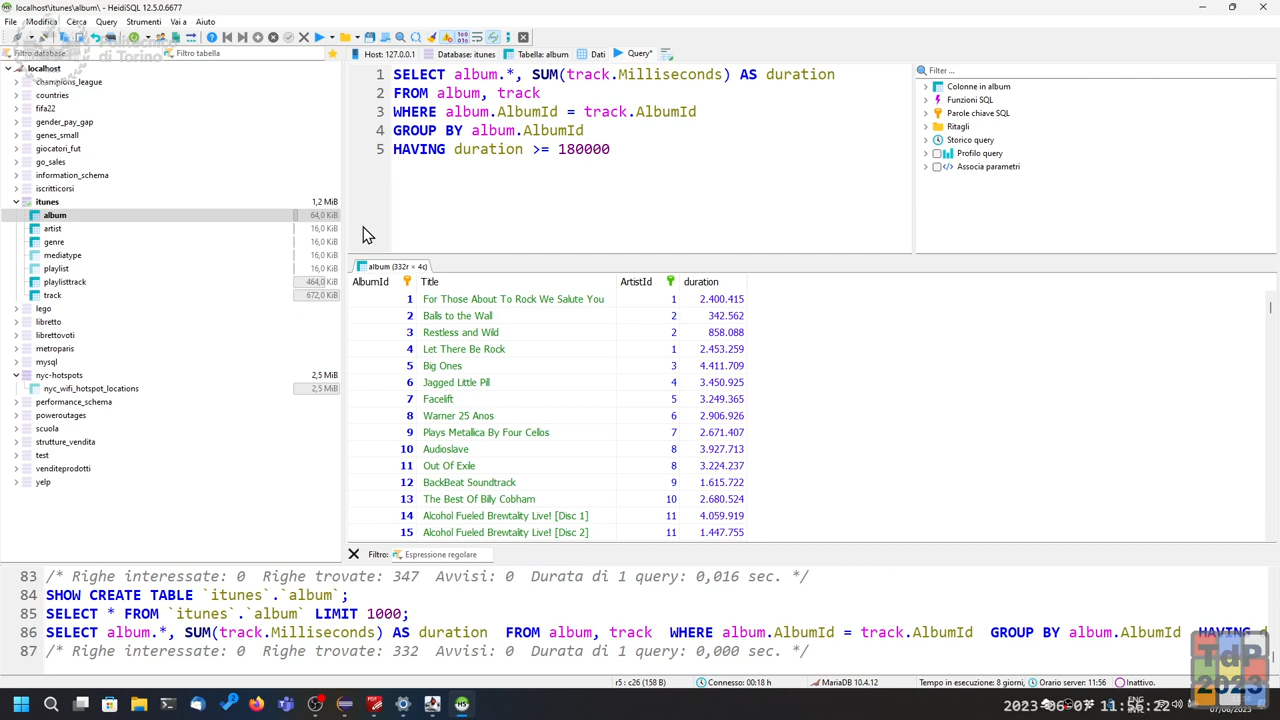 localhost\itunes\album\ - HeidiSQL 12.5.0.6677
File Modifica Cerca Query Strumenti Vai a Aiuto
Politecnico di Torino
Filtro database
Filtro tabella
Host: 127.0.0.1
Database: itunes
Tabella: album
Dati
Query*
localhost
champions_league
countries
fifa22
gender_pay_gap
genes_small
giocatori_fut
go_sales
information_schema
iscritticorsi
itunes 1,2 MiB
album 64,0 KiB
artist 16,0 KiB
genre 16,0 KiB
mediatype 16,0 KiB
playlist 16,0 KiB
playlisttrack 464,0 KiB
track 672,0 KiB
lego
libretto
librettovoti
metroparis
mysql
nyc-hotspots 2,5 MiB
nyc_wifi_hotspot_locations 2,5 MiB
performance_schema
poweroutages
scuola
strutture_vendita
test
venditeprodotti
yelp
1 SELECT album.*, SUM(track.Milliseconds) AS duration
2 FROM album, track
3 WHERE album.AlbumId = track.AlbumId
4 GROUP BY album.AlbumId
5 HAVING duration >= 180000
Filter ...
Colonne in album
Funzioni SQL
Parole chiave SQL
Ritagli
Storico query
Profilo query
Associa parametri
album (332r × 4c)
AlbumId Title ArtistId duration
1 For Those About To Rock We Salute You 1 2.400.415
2 Balls to the Wall 2 342.562
3 Restless and Wild 2 858.088
4 Let There Be Rock 1 2.453.259
5 Big Ones 3 4.411.709
6 Jagged Little Pill 4 3.450.925
7 Facelift 5 3.249.365
8 Warner 25 Anos 6 2.906.926
9 Plays Metallica By Four Cellos 7 2.671.407
10 Audioslave 8 3.927.713
11 Out Of Exile 8 3.224.237
12 BackBeat Soundtrack 9 1.615.722
13 The Best Of Billy Cobham 10 2.680.524
14 Alcohol Fueled Brewtality Live! [Disc 1] 11 4.059.919
15 Alcohol Fueled Brewtality Live! [Disc 2] 11 1.447.755
Filtro: Espressione regolare
83 /* Righe interessate: 0 Righe trovate: 347 Avvisi: 0 Durata di 1 query: 0,016 sec. */
84 SHOW CREATE TABLE `itunes`.`album`;
85 SELECT * FROM `itunes`.`album` LIMIT 1000;
86 SELECT album.*, SUM(track.Milliseconds) AS duration FROM album, track WHERE album.AlbumId = track.AlbumId GROUP BY album.AlbumId HAVING d
87 /* Righe interessate: 0 Righe trovate: 332 Avvisi: 0 Durata di 1 query: 0,000 sec. */
TdP
2023
r5 : c26 (158 B)
Connesso: 00:18 h
MariaDB 10.4.12
Tempo in esecuzione: 8 giorni,
Orario server: 11:56
Inattivo.
ENG
07/06/2023